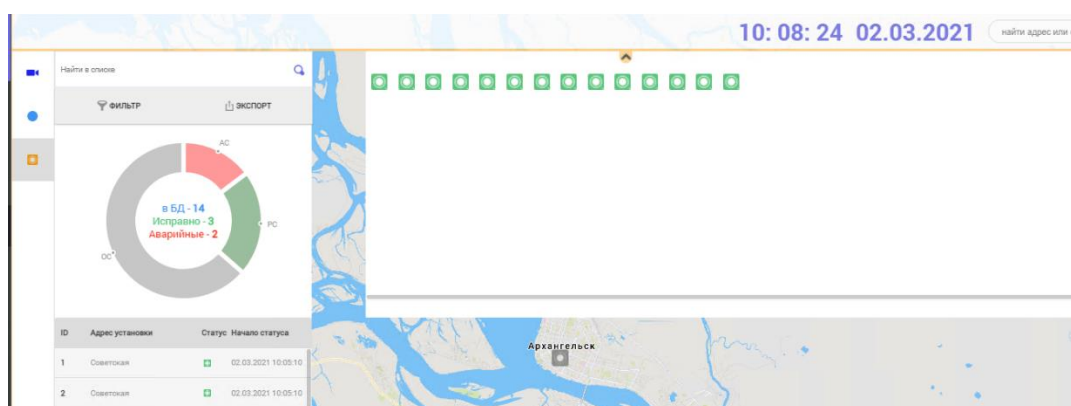 10: 08: 24 02.03.2021
найти адрес или
Найти в списке
ФИЛЬТР
ЭКСПОРТ
АС
в БД - 14
Исправно - 3
Аварийные - 2
РС
ОС
ID Адрес установки Статус Начало статуса
1 Советская 02.03.2021 10:05:10
2 Советская 02.03.2021 10:05:10
Архангельск